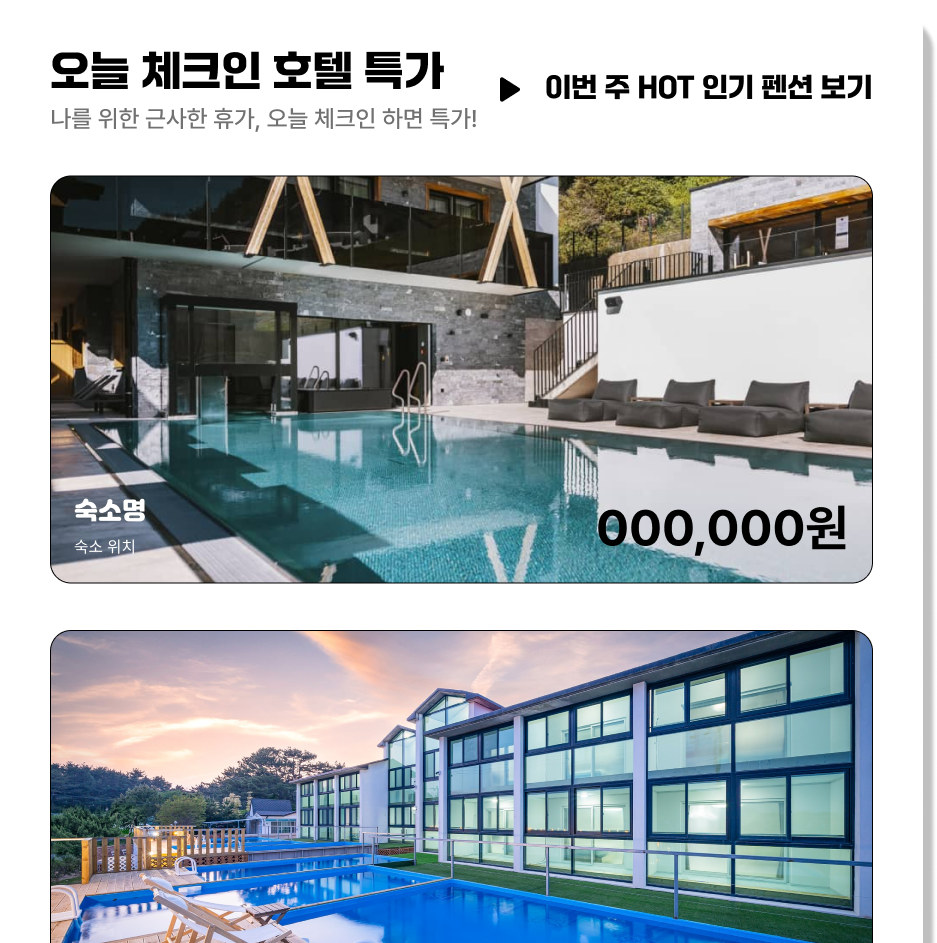 오늘 체크인 호텔 특가
나를 위한 근사한 휴가, 오늘 체크인 하면 특가!
▶ 이번 주 HOT 인기 펜션 보기
숙소명
숙소 위치
000,000원